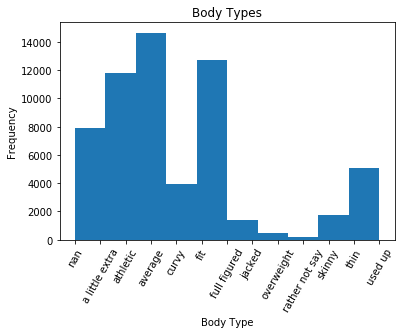 Body Types
14000
12000
10000
8000
6000
4000
2000
0
Frequency
nan
a little extra
athletic
average
curvy
fit
full figured
jacked
overweight
rather not say
skinny
thin
used up
Body Type